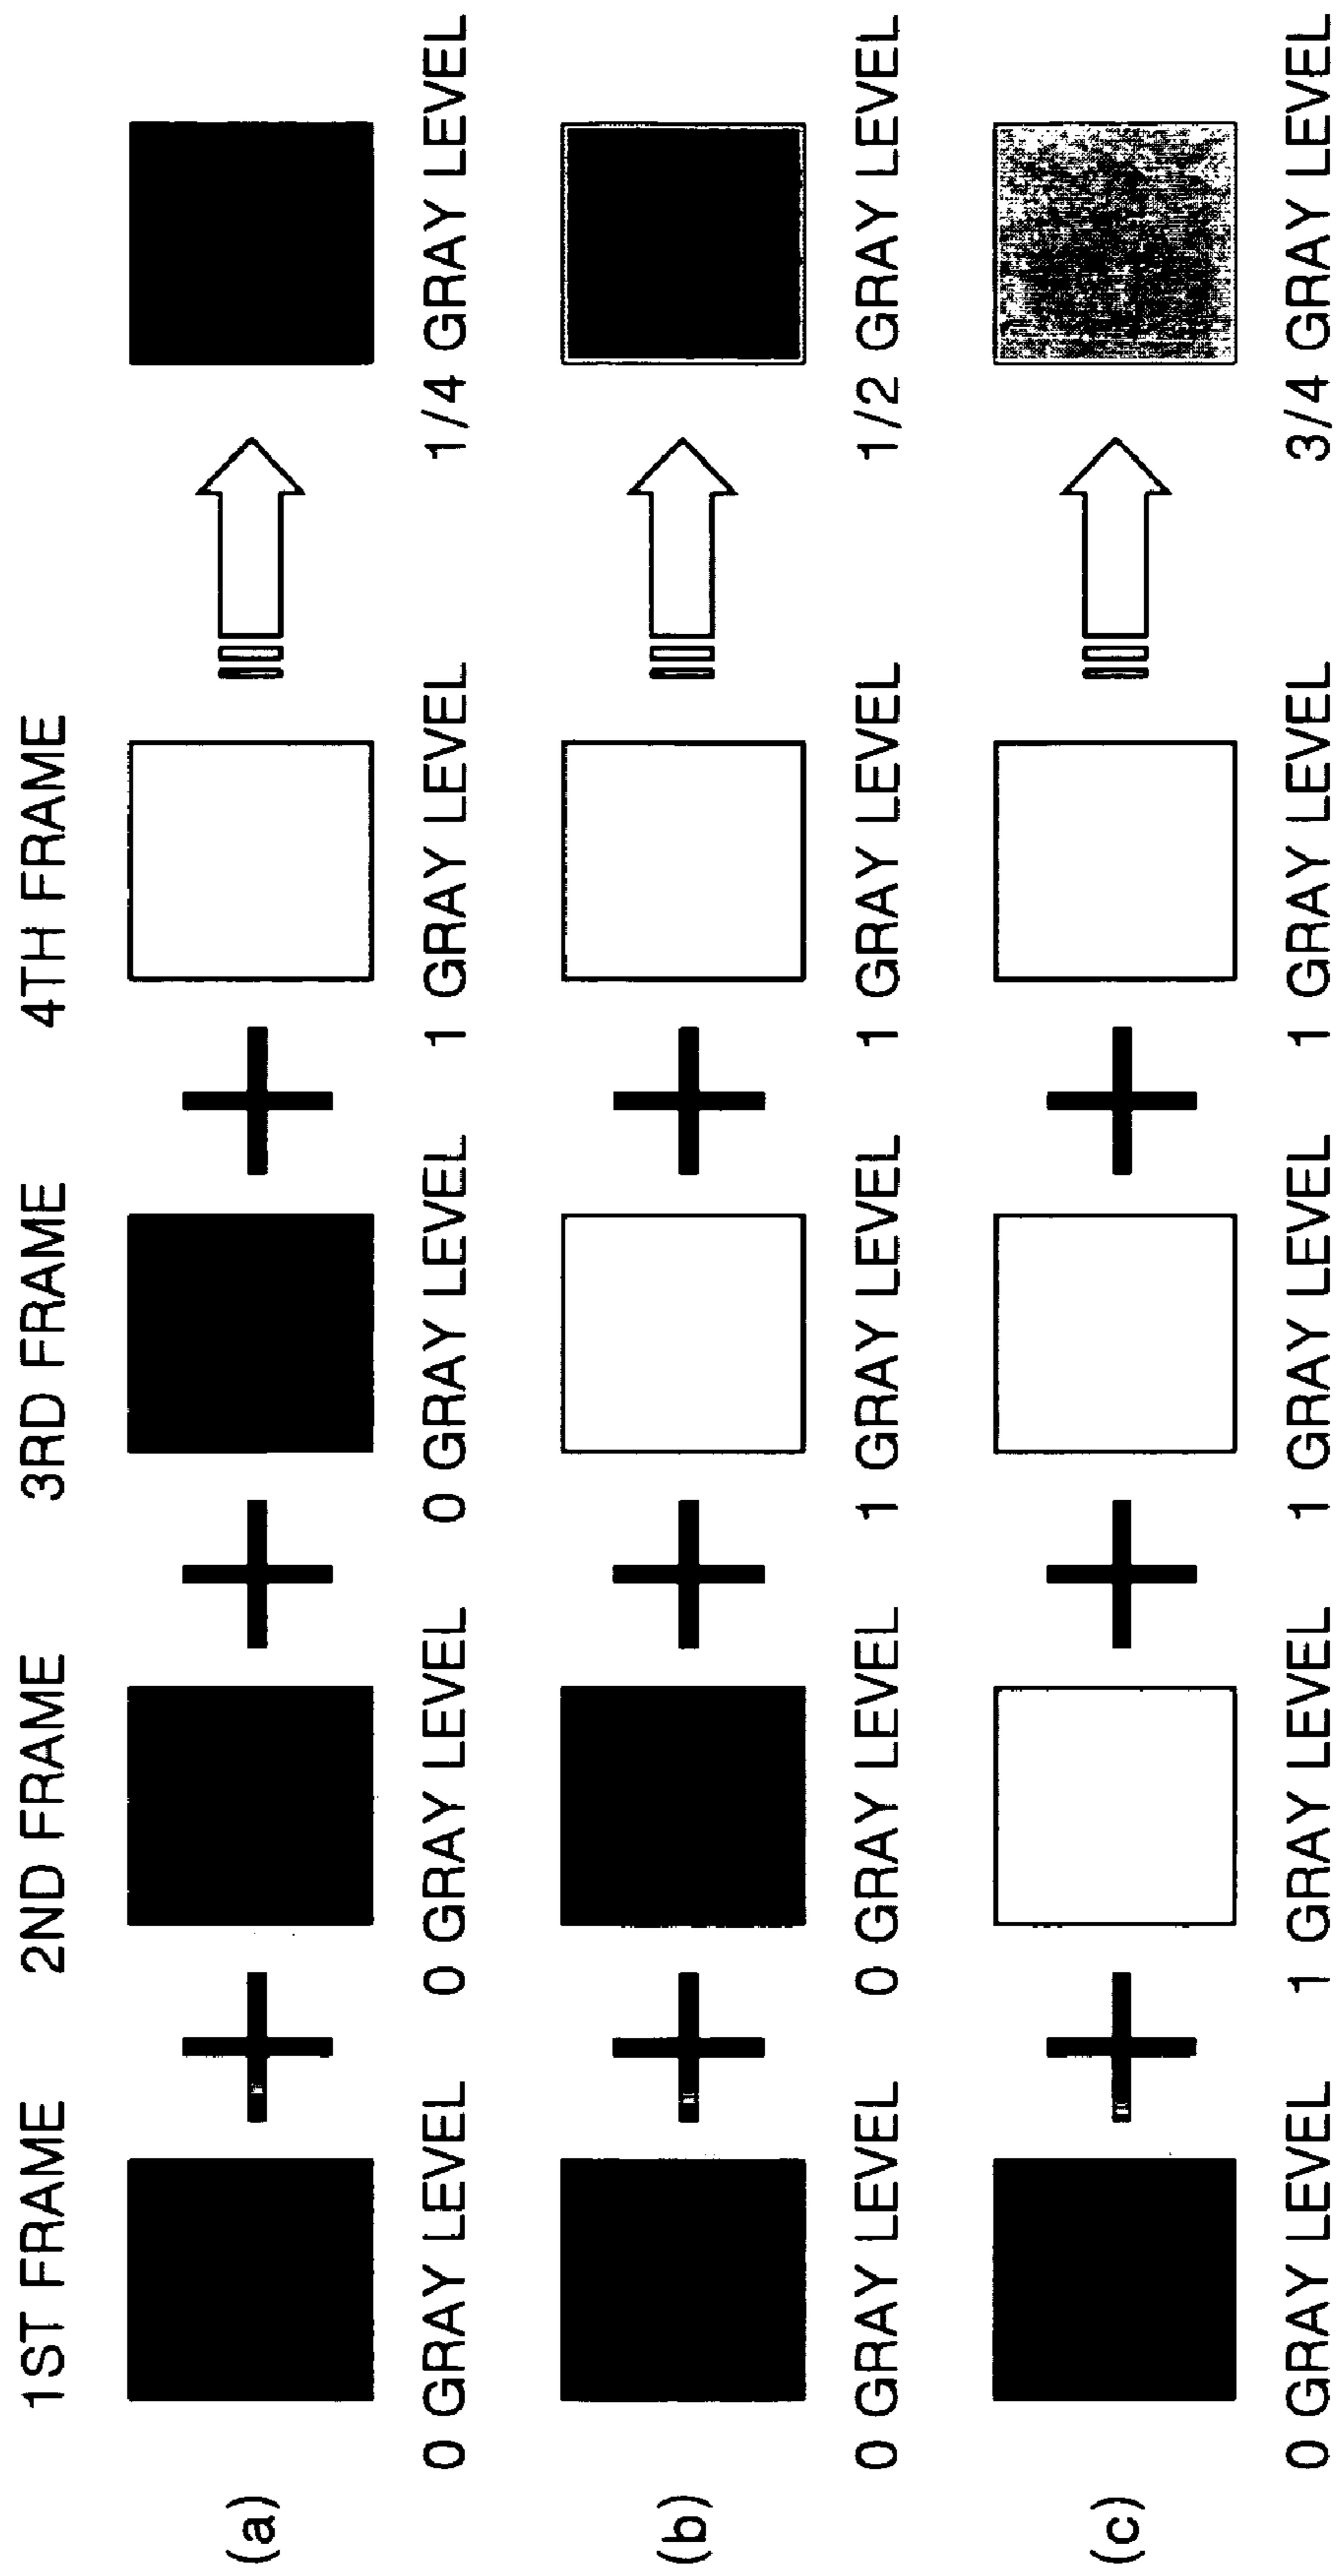 1ST FRAME 2ND FRAME 3RD FRAME 4TH FRAME
(a)
0 GRAY LEVEL 0 GRAY LEVEL 0 GRAY LEVEL 1 GRAY LEVEL 1/4 GRAY LEVEL
(b)
0 GRAY LEVEL 0 GRAY LEVEL 1 GRAY LEVEL 1 GRAY LEVEL 1/2 GRAY LEVEL
(c)
0 GRAY LEVEL 1 GRAY LEVEL 1 GRAY LEVEL 1 GRAY LEVEL 3/4 GRAY LEVEL